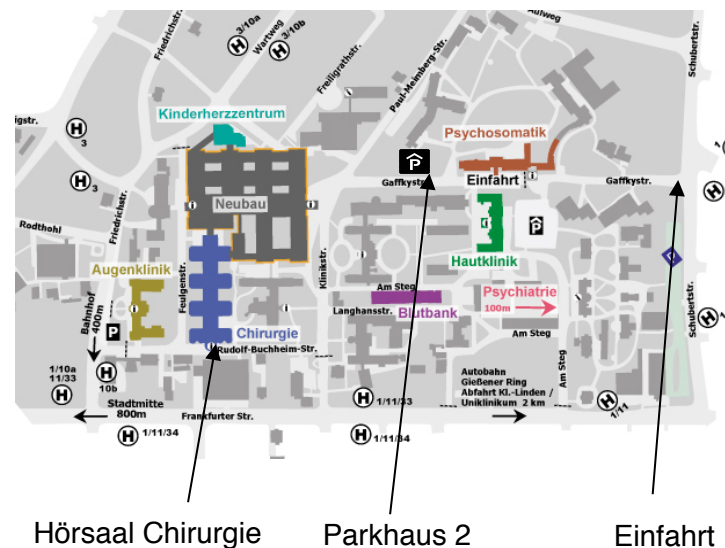 H 3/10a
H 3/10b
Wartweg
Friedrichstr.
Freiligrathstr.
Paul-Meimberg-Str.
Aulweg
H
Schubertstr.
Kinderherzzentrum
i
igstr.
H 3
H 3
P
Psychosomatik
Einfahrt
i
Gaffkystr.
Gaffkystr.
H
i
Neubau
i
Friedrichstr.
Rodthohl
Klinikstr.
i
i
P
Hautklinik
P
Augenklinik
Feulgenstr.
i
i
Am Steg
Psychiatrie
100m
Schubertstr.
Langhansstr.
Blutbank
Am Steg
H
Bahnhof
400m
P
Chirurgie
Rudolf-Buchheim-Str.
Am Steg
1/10a
11/33
H
H
10b
Stadtmitte
800m
Frankfurter Str.
H 1/11/33
Autobahn
Gießener Ring
Abfahrt Kl.-Linden /
Uniklinikum 2 km
H
1/11
H 1/11/34
H 1/11/34
Hörsaal Chirurgie
Parkhaus 2
Einfahrt